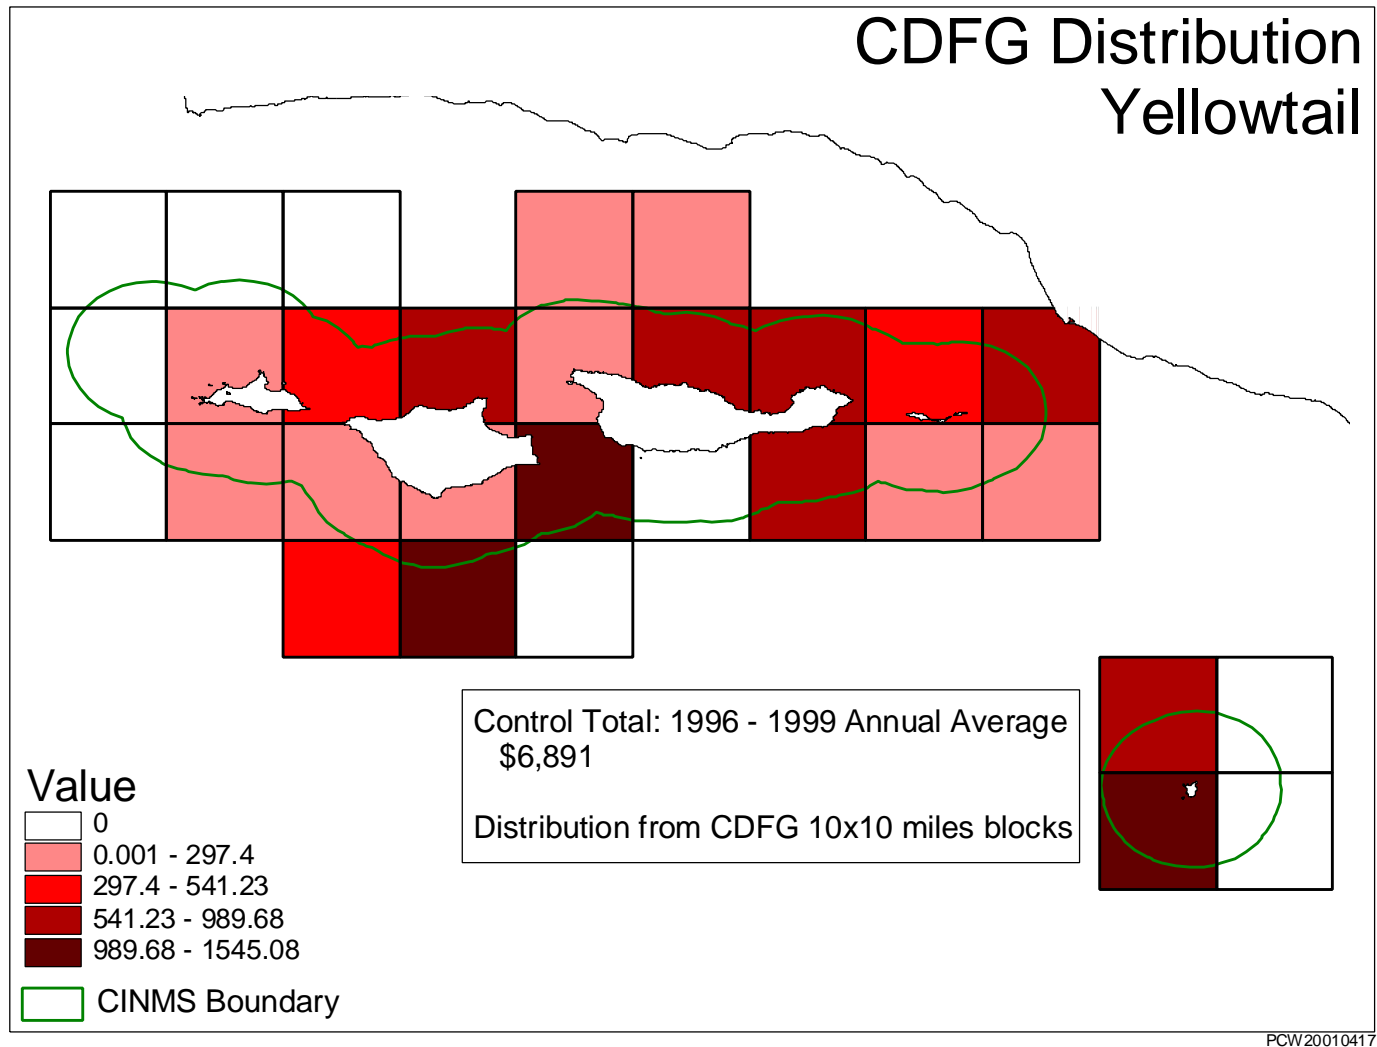 CDFG Distribution
Yellowtail
Control Total: 1996 - 1999 Annual Average
$6,891
Distribution from CDFG 10x10 miles blocks
Value
0
0.001 - 297.4
297.4 - 541.23
541.23 - 989.68
989.68 - 1545.08
CINMS Boundary
PCW20010417